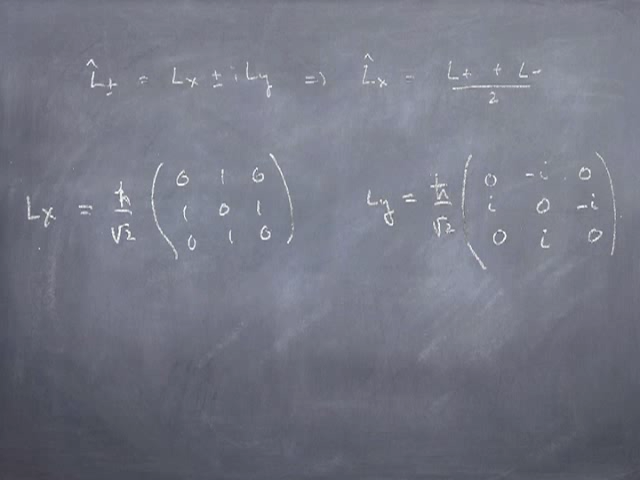 L̂± = Lx ± i Ly ⇒ L̂x = (L+ + L-)/2
Lx = ħ/√2 ( 0 1 0
1 0 1
0 1 0 )
Ly = ħ/√2 ( 0 -i 0
i 0 -i
0 i 0 )